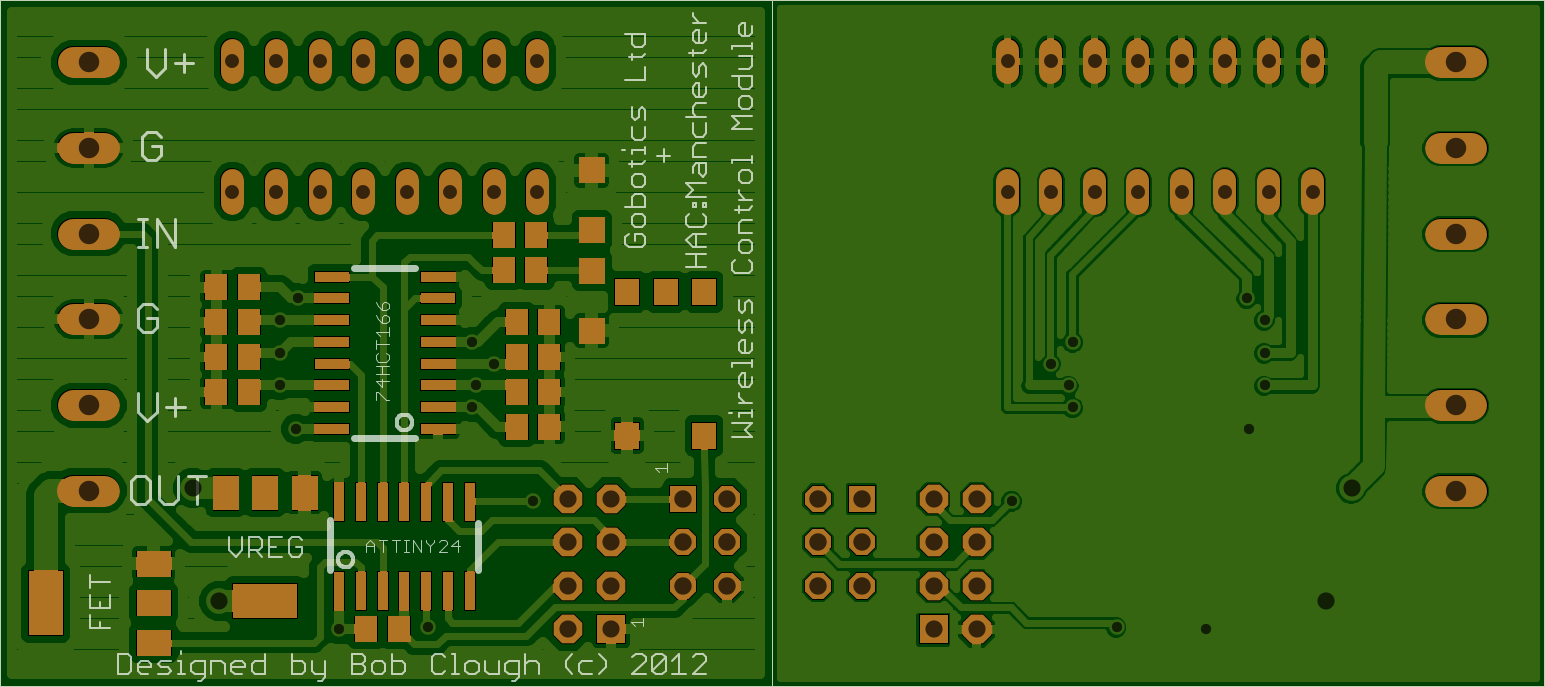 V+
G
IN
G
V+
OUT
Gobotics Ltd
+
HAC:Manchester
Wireless Control Module
74HCT166
1
VREG
ATTINY24
FET
1
Designed by Bob Clough (c) 2012